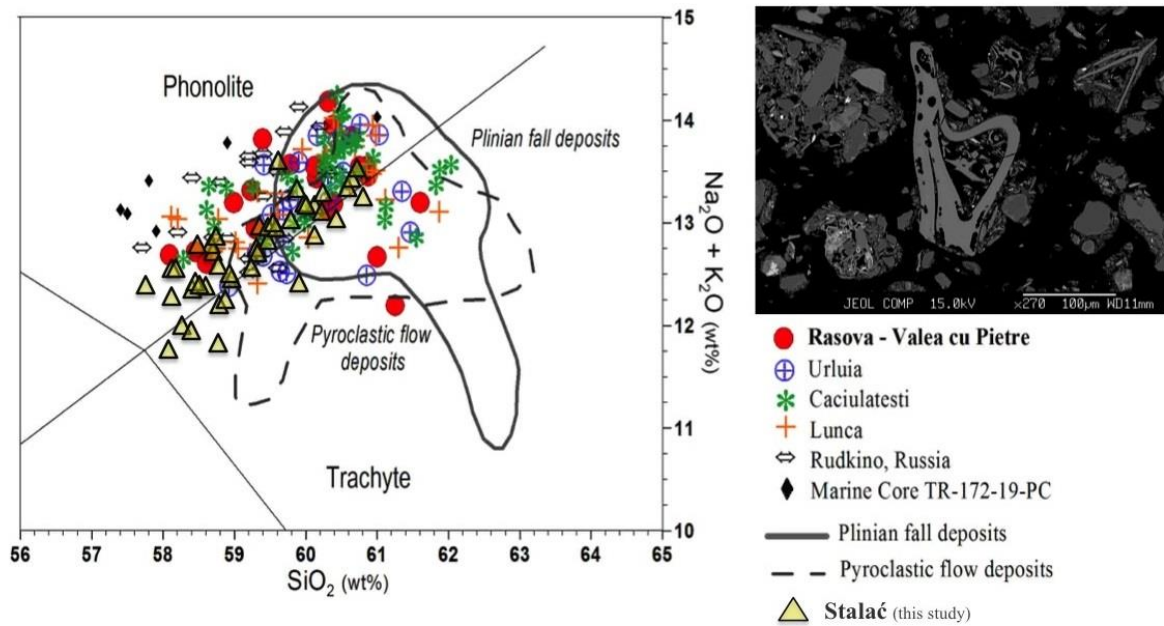 15
14
13
12
11
10
Na₂O + K₂O (wt%)
Phonolite
Plinian fall deposits
Pyroclastic flow
deposits
Trachyte
56 57 58 59 60 61 62 63 64 65
SiO₂ (wt%)
JEOL COMP 15.0kV ×270 100µm WD11mm
Rasova - Valea cu Pietre
Urluia
Caciulatesti
Lunca
Rudkino, Russia
Marine Core TR-172-19-PC
Plinian fall deposits
Pyroclastic flow deposits
Stalać (this study)